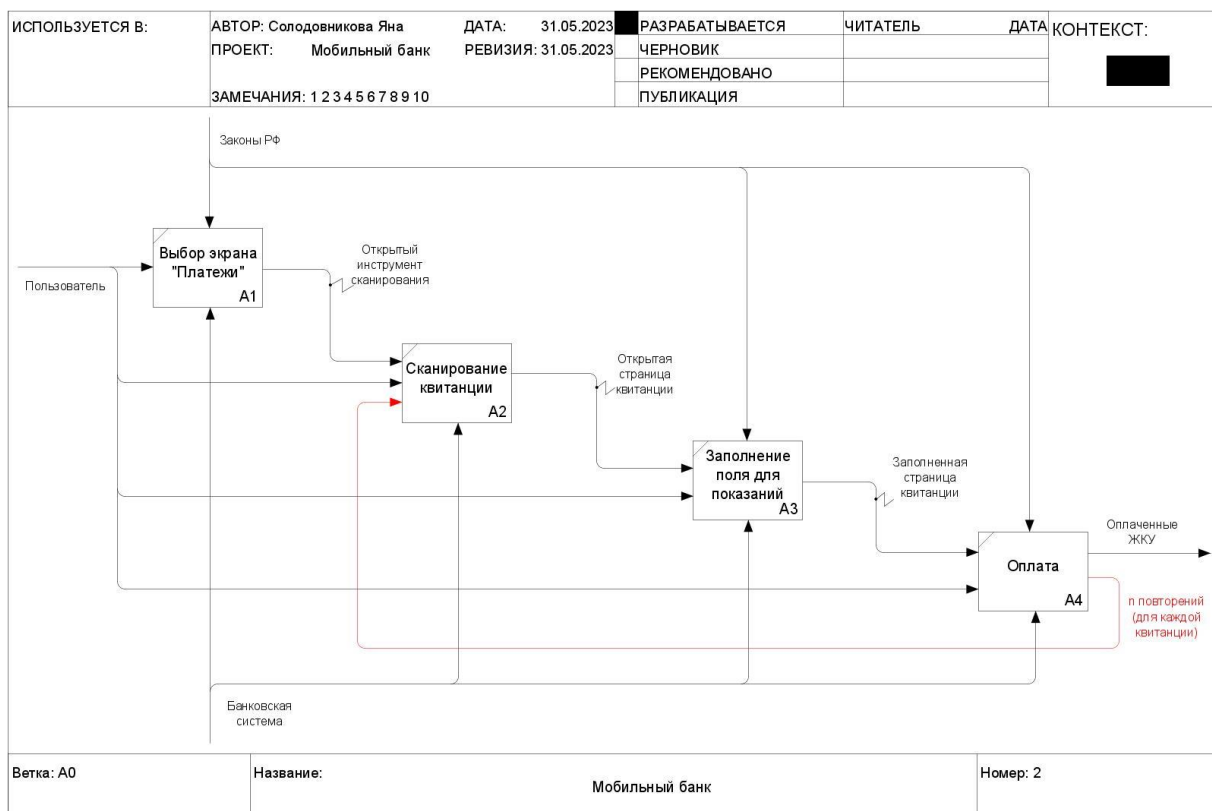 ИСПОЛЬЗУЕТСЯ В:
АВТОР: Солодовникова Яна
ДАТА: 31.05.2023
ПРОЕКТ: Мобильный банк
РЕВИЗИЯ: 31.05.2023
ЗАМЕЧАНИЯ: 1 2 3 4 5 6 7 8 9 10
РАЗРАБАТЫВАЕТСЯ
ЧЕРНОВИК
РЕКОМЕНДОВАНО
ПУБЛИКАЦИЯ
ЧИТАТЕЛЬ
ДАТА
КОНТЕКСТ:
Законы РФ
Выбор экрана
"Платежи"
A1
Пользователь
Открытый
инструмент
сканирования
Сканирование
квитанции
A2
Открытая
страница
квитанции
Заполнение
поля для
показаний
A3
Заполненная
страница
квитанции
Оплата
A4
Оплаченные
ЖКУ
n повторений
(для каждой
квитанции)
Банковская
система
Ветка: A0
Название:
Мобильный банк
Номер: 2